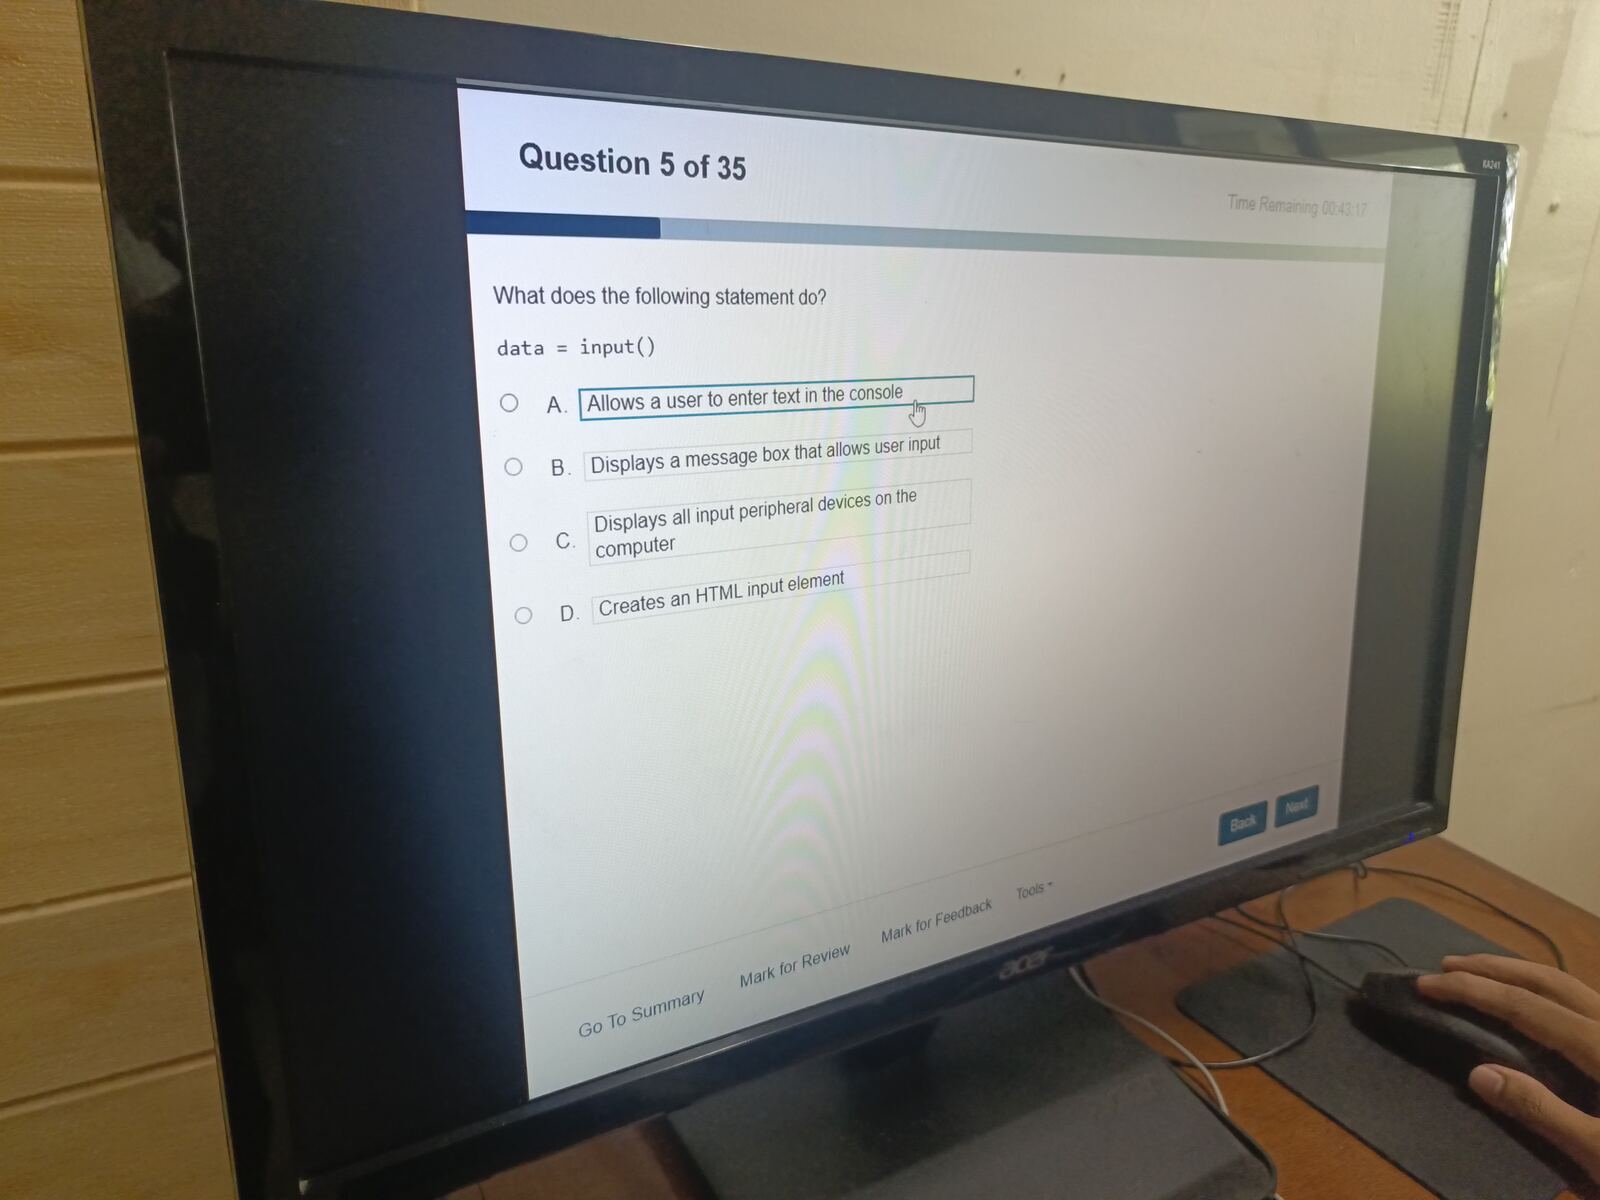 KA241
Question 5 of 35
Time Remaining 00:43:17
What does the following statement do?
data = input()
A. Allows a user to enter text in the console
B. Displays a message box that allows user input
C. Displays all input peripheral devices on the
computer
D. Creates an HTML input element
Back Next
Go To Summary Mark for Review Mark for Feedback Tools
acer